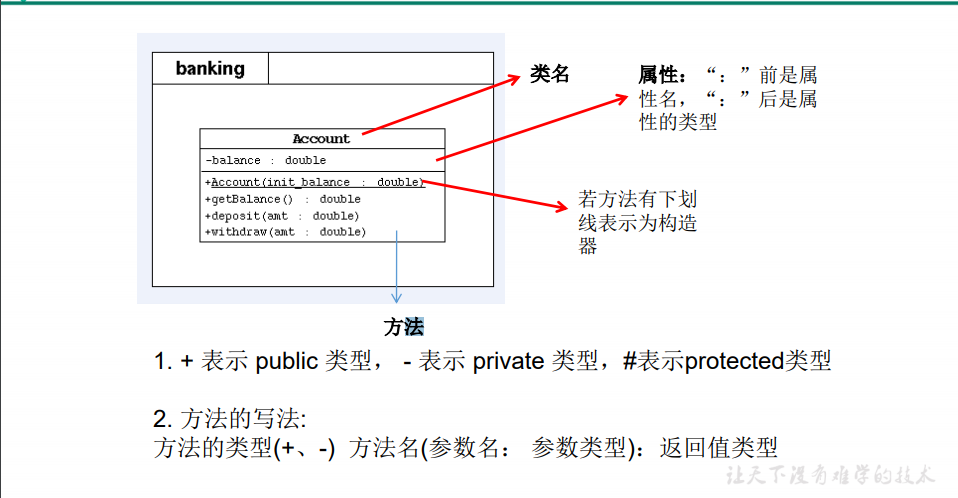 banking
类名
属性：“：”前是属
性名，“：”后是属
性的类型
Account
-balance : double
+Account(init_balance : double)
+getBalance() : double
+deposit(amt : double)
+withdraw(amt : double)
若方法有下划
线表示为构造
器
方法
1. + 表示 public 类型， - 表示 private 类型，#表示protected类型
2. 方法的写法:
方法的类型(+、-) 方法名(参数名： 参数类型)：返回值类型
让天下没有难学的技术